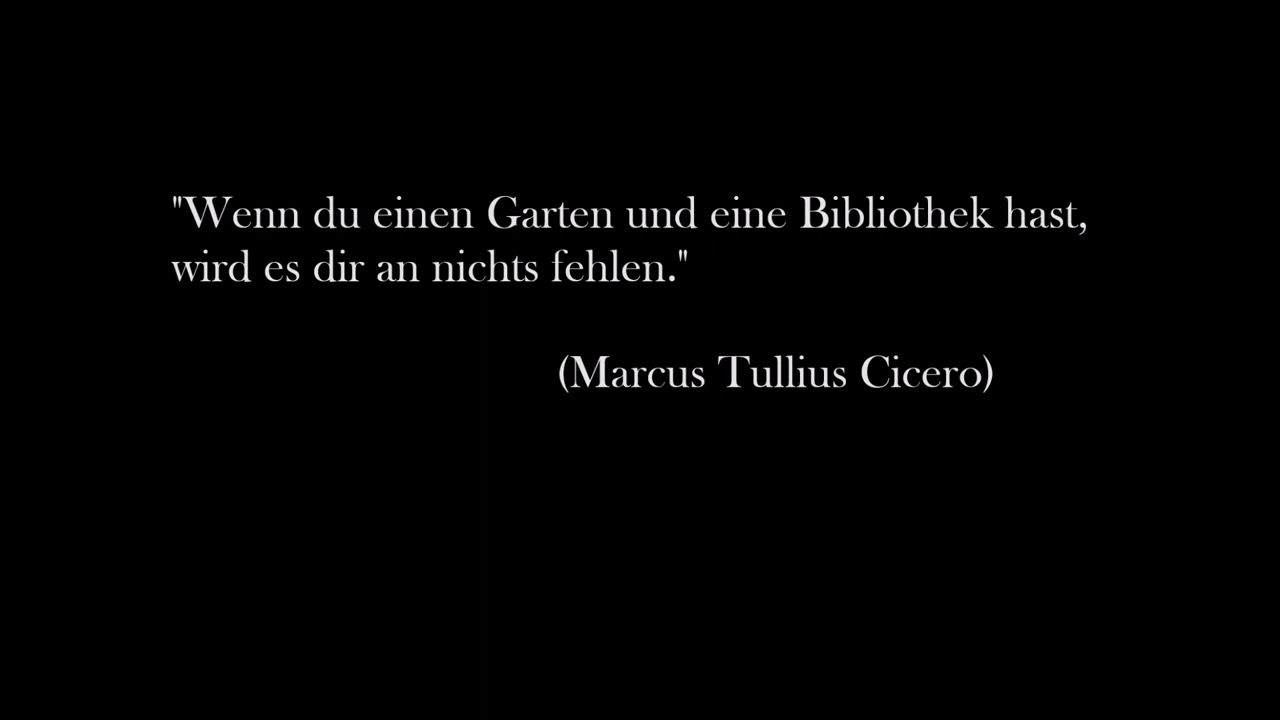 "Wenn du einen Garten und eine Bibliothek hast,
wird es dir an nichts fehlen."
(Marcus Tullius Cicero)